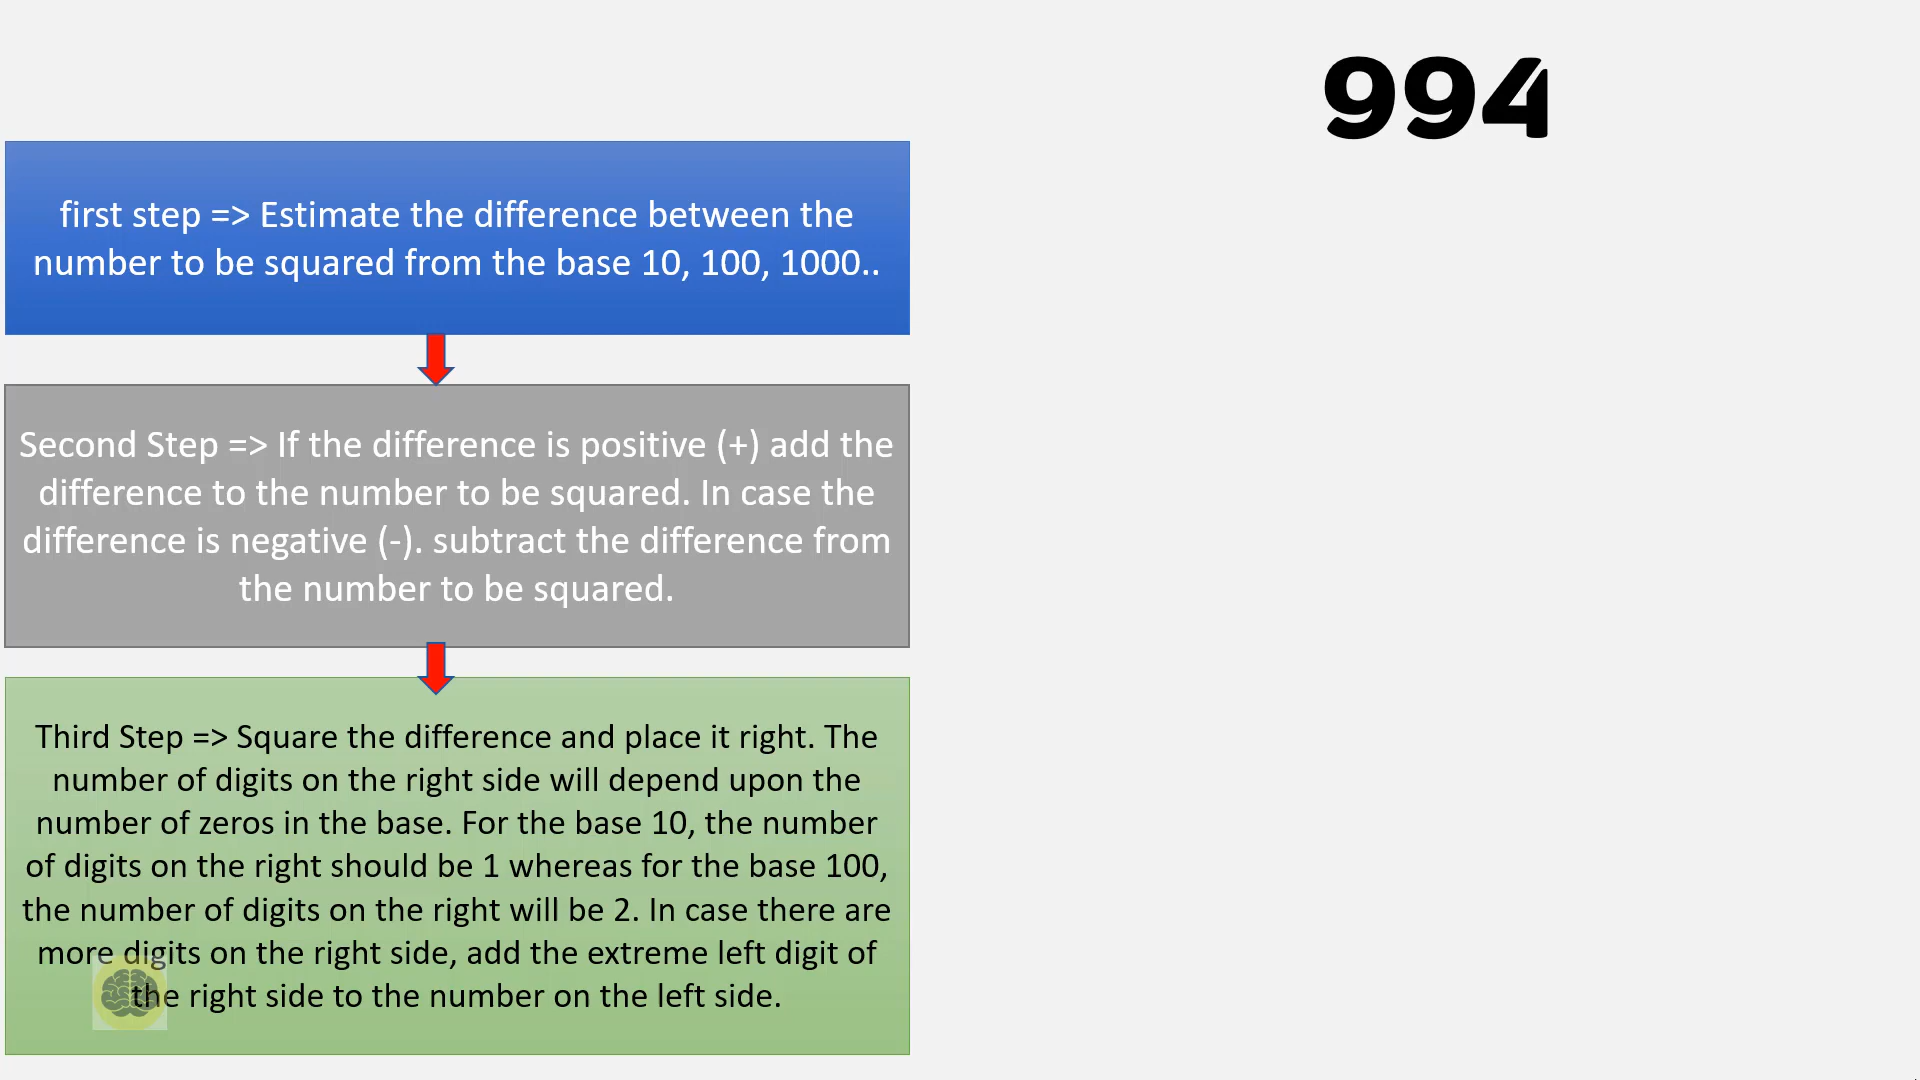 994
first step => Estimate the difference between the
number to be squared from the base 10, 100, 1000..
Second Step => If the difference is positive (+) add the
difference to the number to be squared. In case the
difference is negative (-). subtract the difference from
the number to be squared.
Third Step => Square the difference and place it right. The
number of digits on the right side will depend upon the
number of zeros in the base. For the base 10, the number
of digits on the right should be 1 whereas for the base 100,
the number of digits on the right will be 2. In case there are
more digits on the right side, add the extreme left digit of
the right side to the number on the left side.